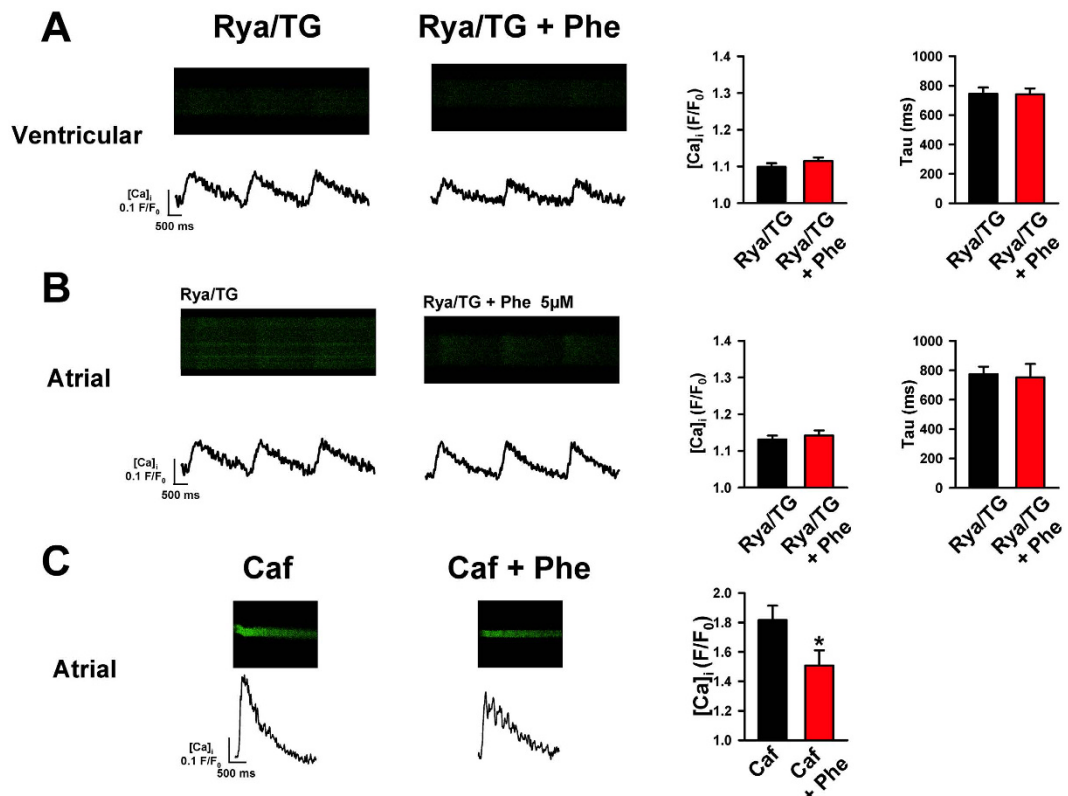 A
Rya/TG
Rya/TG + Phe
Ventricular
[Ca]i
0.1 F/F0
500 ms
[Ca]i (F/F0)
1.4
1.3
1.2
1.1
1.0
Rya/TG
Rya/TG
+ Phe
Tau (ms)
1000
800
600
400
200
0
Rya/TG
Rya/TG
+ Phe
B
Rya/TG
Rya/TG + Phe 5µM
Atrial
[Ca]i
0.1 F/F0
500 ms
[Ca]i (F/F0)
1.4
1.3
1.2
1.1
1.0
Rya/TG
Rya/TG
+ Phe
Tau (ms)
1000
800
600
400
200
0
Rya/TG
Rya/TG
+ Phe
C
Caf
Caf + Phe
Atrial
[Ca]i
0.1 F/F0
500 ms
[Ca]i (F/F0)
2.0
1.8
1.6
1.4
1.2
1.0
*
Caf
Caf
+ Phe